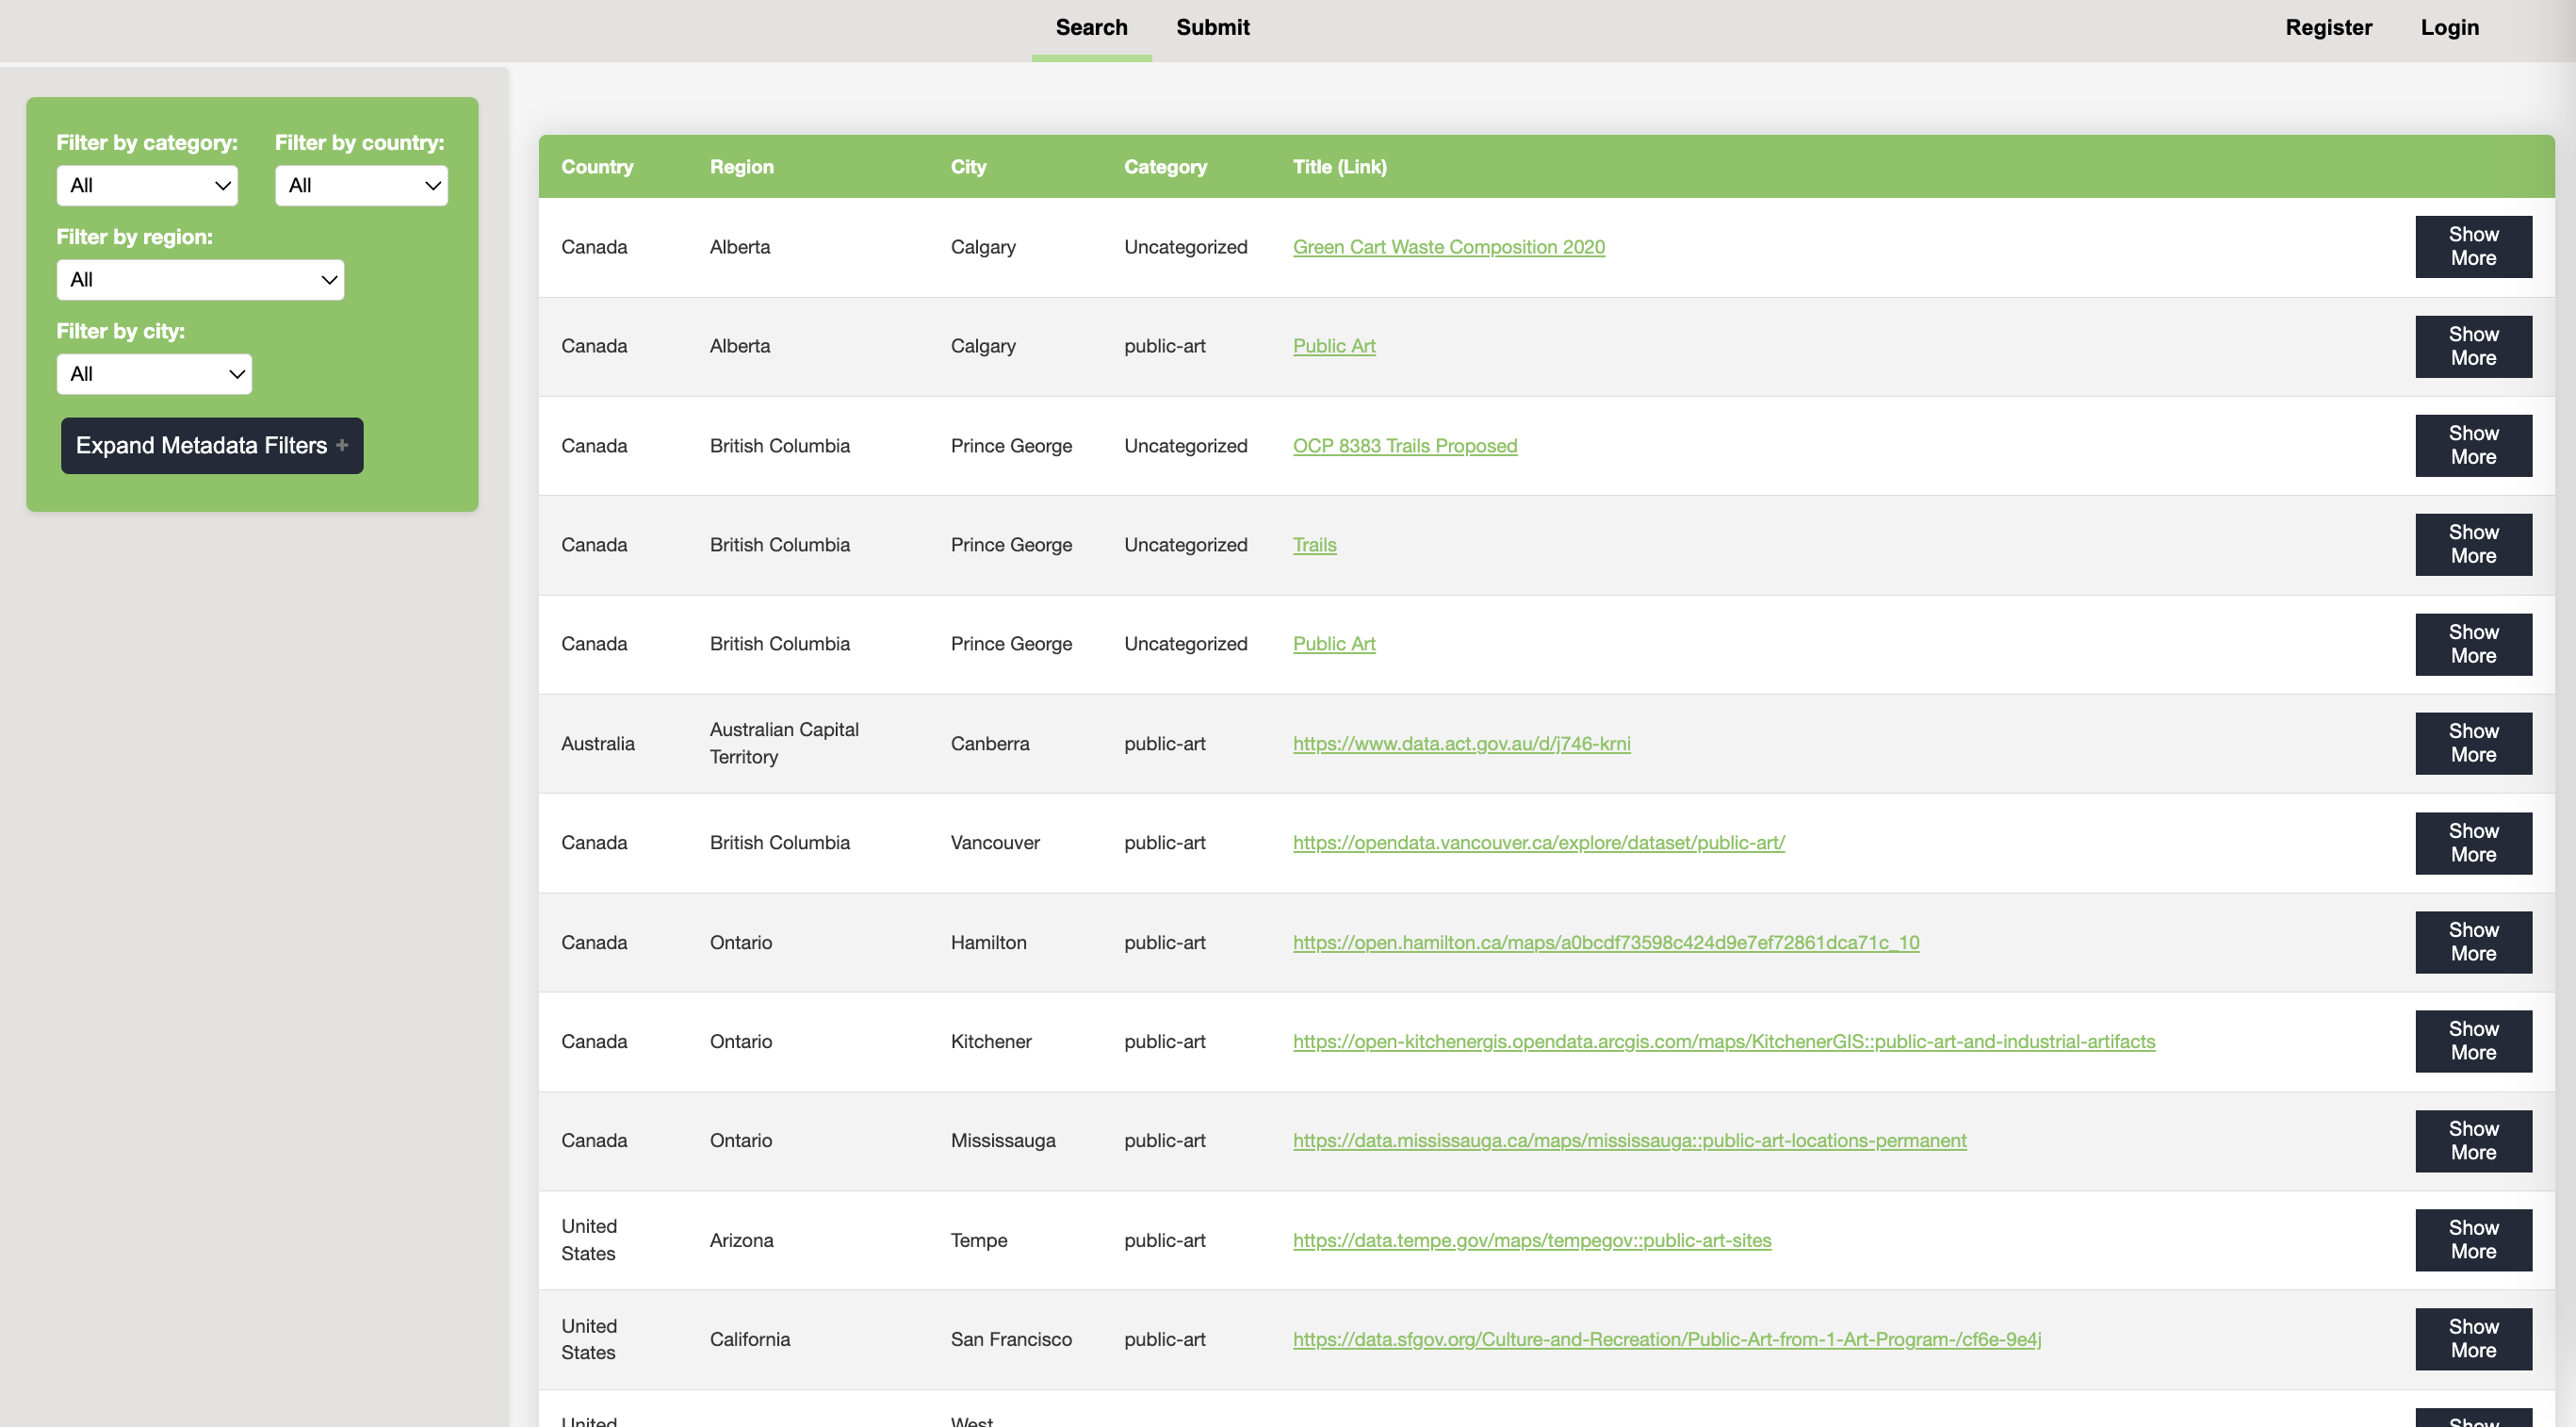 Search Submit Register Login
Filter by category: Filter by country:
All All
Filter by region:
All
Filter by city:
All
Expand Metadata Filters +
Country Region City Category Title (Link)
Canada Alberta Calgary Uncategorized Green Cart Waste Composition 2020 Show More
Canada Alberta Calgary public-art Public Art Show More
Canada British Columbia Prince George Uncategorized OCP 8383 Trails Proposed Show More
Canada British Columbia Prince George Uncategorized Trails Show More
Canada British Columbia Prince George Uncategorized Public Art Show More
Australia Australian Capital Territory Canberra public-art https://www.data.act.gov.au/d/j746-krni Show More
Canada British Columbia Vancouver public-art https://opendata.vancouver.ca/explore/dataset/public-art/ Show More
Canada Ontario Hamilton public-art https://open.hamilton.ca/maps/a0bcdf73598c424d9e7ef72861dca71c_10 Show More
Canada Ontario Kitchener public-art https://open-kitchenergis.opendata.arcgis.com/maps/KitchenerGIS::public-art-and-industrial-artifacts Show More
Canada Ontario Mississauga public-art https://data.mississauga.ca/maps/mississauga::public-art-locations-permanent Show More
United States Arizona Tempe public-art https://data.tempe.gov/maps/tempegov::public-art-sites Show More
United States California San Francisco public-art https://data.sfgov.org/Culture-and-Recreation/Public-Art-from-1-Art-Program-/cf6e-9e4j Show More
United West Show